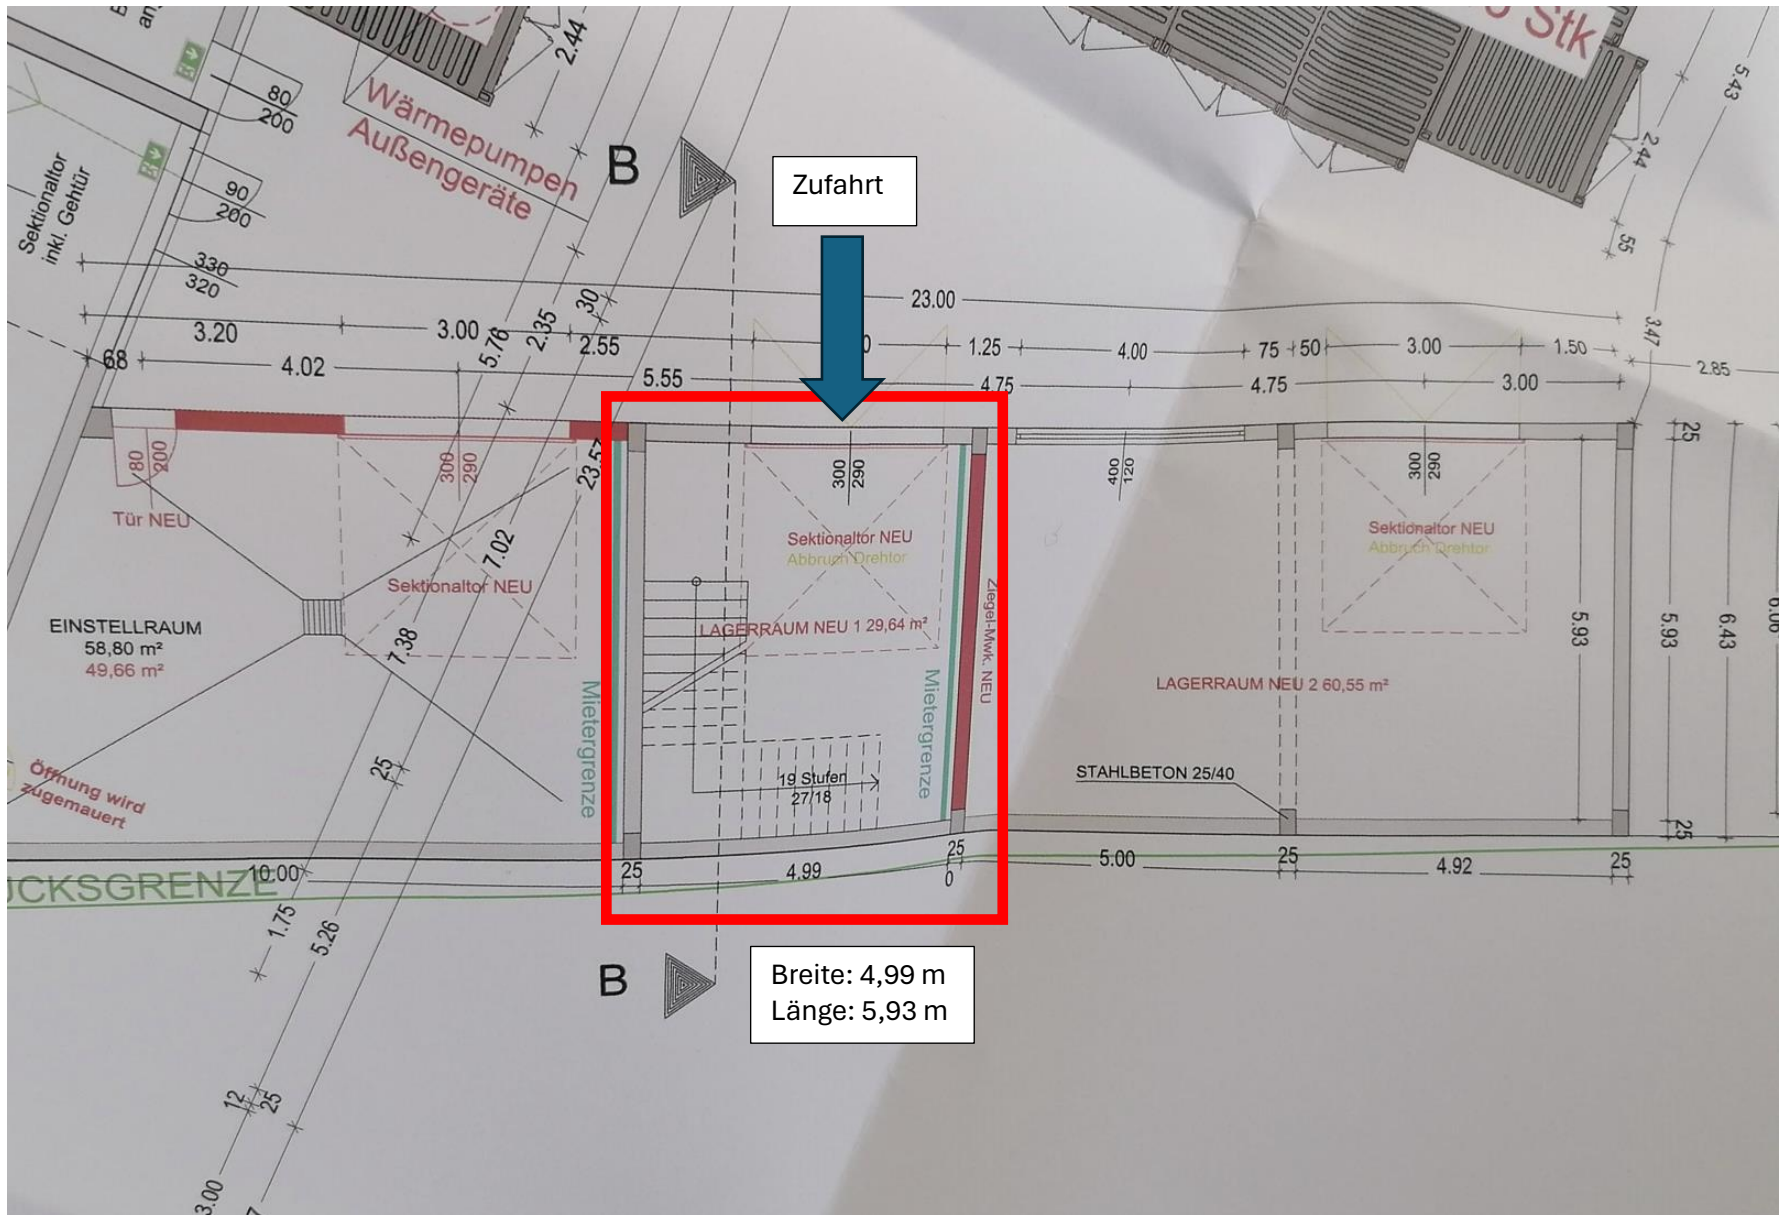 5 Stk
2.44
5.43
80
200
Wärmepumpen
Außengeräte
B
Zufahrt
2.44
55
90
200
Sektionaltor
inkl. Gehtür
330
320
23.00
3.20
3.00
5.76
2.35
30
2.55
0
1.25
4.00
75
50
3.00
1.50
3.47
2.85
68
4.02
5.55
4.75
4.75
3.00
80
200
300
290
23.57
300
290
400
120
300
290
25
Tür NEU
Sektionaltor NEU
Abbruch Drehtor
Sektionaltor NEU
Abbruch Drehtor
7.02
Sektionaltor NEU
Ziegel-Mwk. NEU
EINSTELLRAUM
58,80 m²
49,66 m²
7.38
LAGERRAUM NEU 1 29,64 m²
5.93
5.93
6.43
6.06
LAGERRAUM NEU 2 60,55 m²
Mietergrenze
Mietergrenze
Öffnung wird
zugemauert
25
19 Stufen
27/18
STAHLBETON 25/40
25
ÜCKSGRENZE
10.00
25
4.99
25
0
5.00
25
4.92
25
1.75
5.26
B
Breite: 4,99 m
Länge: 5,93 m
12
25
3.00